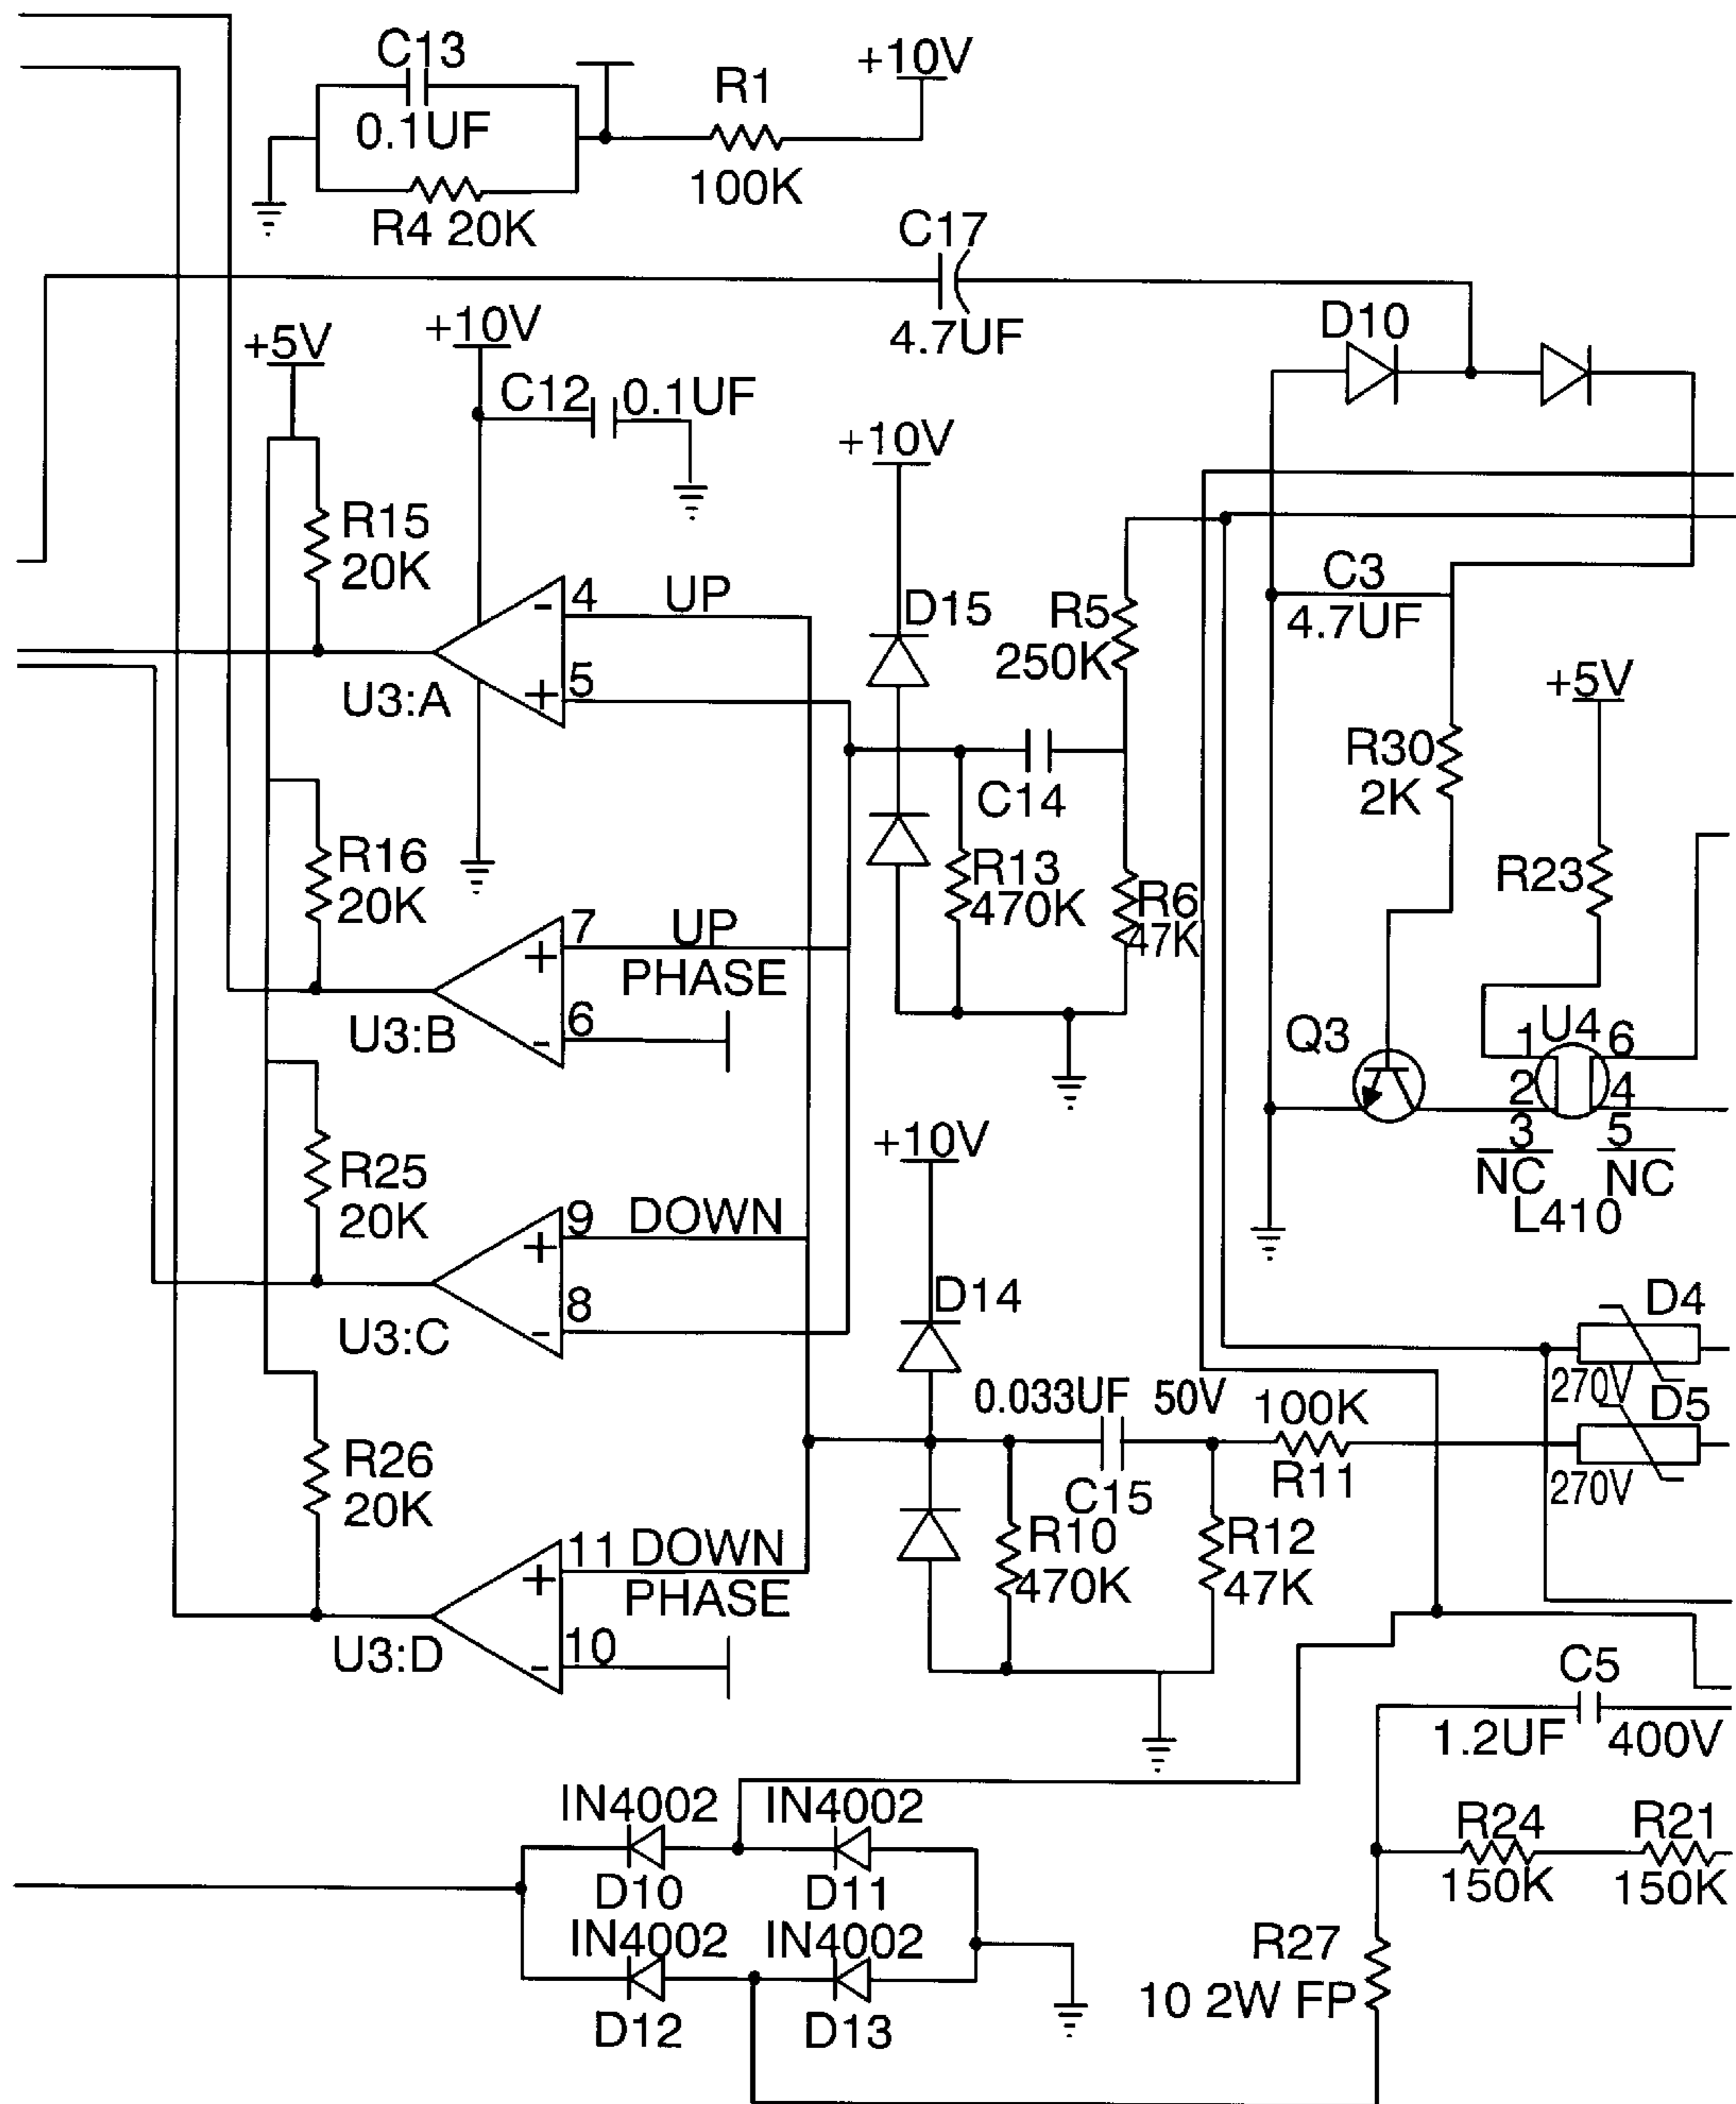 C13
0.1UF
R4 20K
R1
100K
+10V
C17
4.7UF
+5V
+10V
C12 0.1UF
D10
+10V
R15
20K
- 4 UP
+ 5
U3:A
D15
R5
250K
C3
4.7UF
+5V
R30
2K
C14
R16
20K
R13
470K
R6
47K
R23
+ 7 UP
PHASE
- 6
U3:B
Q3
1 U4 6
2 4
3 5
NC NC
L410
+10V
R25
20K
+ 9 DOWN
- 8
U3:C
D14
D4
270V
D5
270V
0.033UF 50V
100K
R11
C15
R26
20K
R10
470K
R12
47K
+ 11 DOWN
PHASE
- 10
U3:D
C5
1.2UF 400V
IN4002 IN4002
D10 D11
IN4002 IN4002
D12 D13
R24 R21
150K 150K
R27
10 2W FP